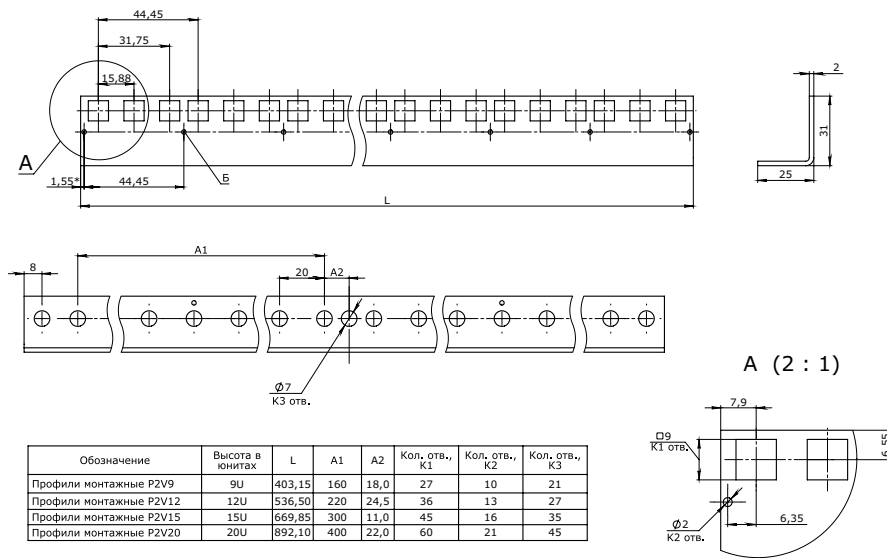 44,45
31,75
15,88
2
31
25
А
1,55*
44,45
Б
L
А1
8
20
А2
Ø7
К3 отв.
А (2 : 1)
7,9
6,55
□9
К1 отв.
Ø2
К2 отв.
6,35
Обозначение Высота в юнитах L А1 А2 Кол. отв., К1 Кол. отв., К2 Кол. отв., К3
Профили монтажные P2V9 9U 403,15 160 18,0 27 10 21
Профили монтажные P2V12 12U 536,50 220 24,5 36 13 27
Профили монтажные P2V15 15U 669,85 300 11,0 45 16 35
Профили монтажные P2V20 20U 892,10 400 22,0 60 21 45